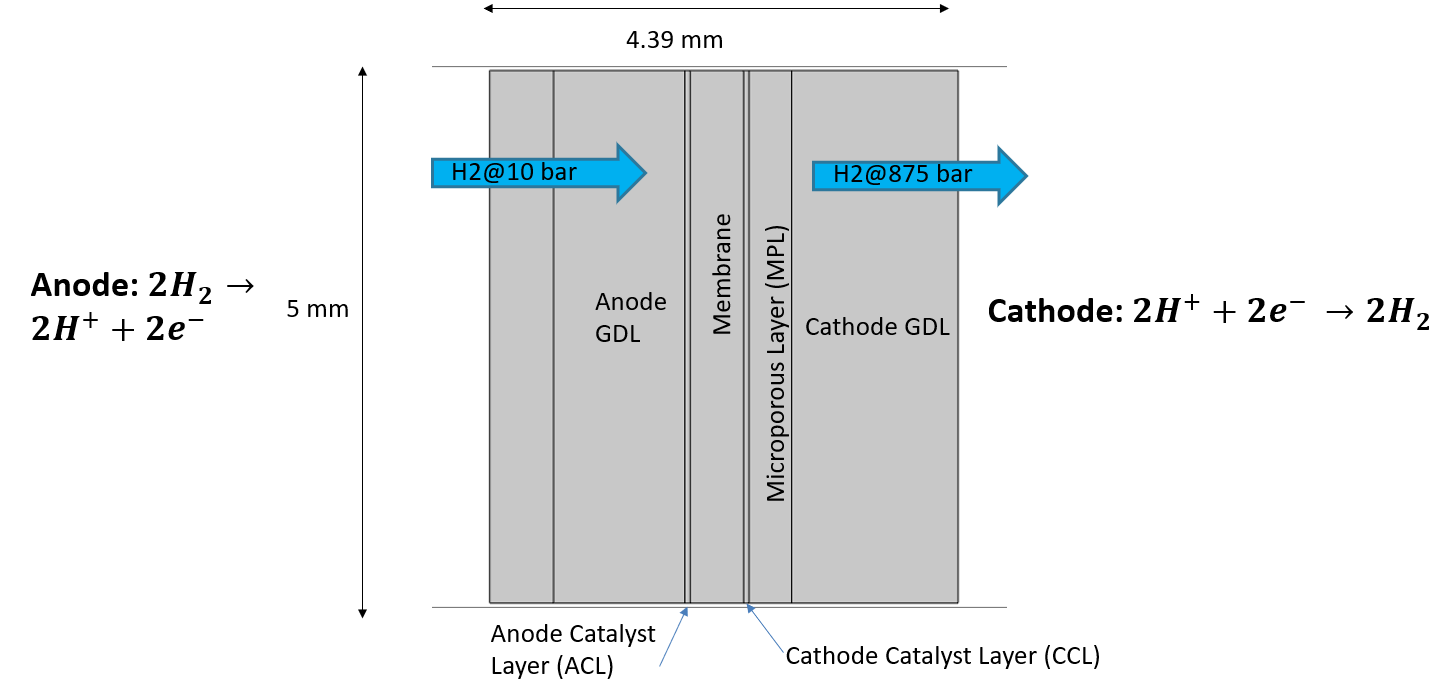 4.39 mm
H2@10 bar
H2@875 bar
Anode: 2H₂ →
2H⁺ + 2e⁻
5 mm
Anode
GDL
Membrane
Microporous Layer (MPL)
Cathode GDL
Cathode: 2H⁺ + 2e⁻ → 2H₂
Anode Catalyst
Layer (ACL)
Cathode Catalyst Layer (CCL)